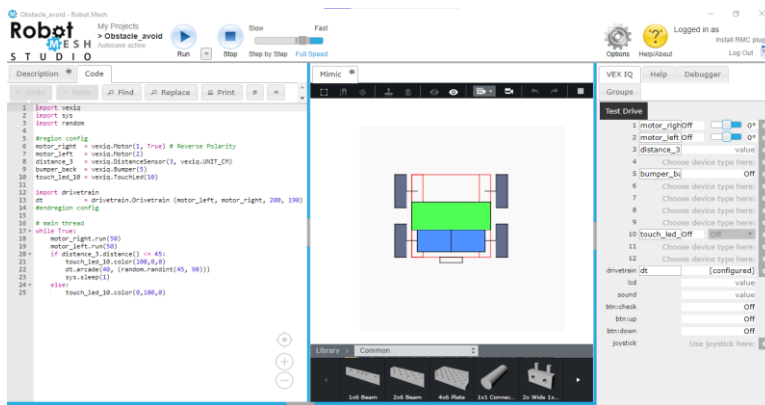 Obstacle_avoid - Robot Mesh
Robot MESH STUDIO
My Projects
> Obstacle_avoid
Autosave active
Run
Stop
Slow
Fast
Step by Step
Full Speed
Options
Help/About
Logged in as
Install RMC plug
Log Out
Description *
Code
Undo
Redo
Find
Replace
Print
#
Mimic *
VEX IQ
Help
Debugger
Groups
1 import vexiq
2 import sys
3 import random
4
5 #region config
6 motor_right = vexiq.Motor(1, True) # Reverse Polarity
7 motor_left = vexiq.Motor(2)
8 distance_3 = vexiq.DistanceSensor(3, vexiq.UNIT_CM)
9 bumper_back = vexiq.Bumper(5)
10 touch_led_10 = vexiq.TouchLed(10)
11
12 import drivetrain
13 dt = drivetrain.Drivetrain (motor_left, motor_right, 200, 190)
14 #endregion config
15
16 # main thread
17 while True:
18 motor_right.run(50)
19 motor_left.run(50)
20 if distance_3.distance() <= 45:
21 touch_led_10.color(100,0,0)
22 dt.arcade(40, (random.randint(45, 90)))
23 sys.sleep(1)
24 else:
25 touch_led_10.color(0,100,0)
Library > Common
1x6 Beam
2x6 Beam
4x6 Plate
1x1 Connec...
2x Wide 1x...
Test Drive
1 motor_righ Off 0°
2 motor_left Off 0°
3 distance_3 value
4 Choose device type here:
5 bumper_ba Off
6 Choose device type here:
7 Choose device type here:
8 Choose device type here:
9 Choose device type here:
10 touch_led_ Off Off
11 Choose device type here:
12 Choose device type here:
drivetrain dt [configured]
lcd value
sound value
btn:check Off
btn:up Off
btn:down Off
joystick Use joystick here: